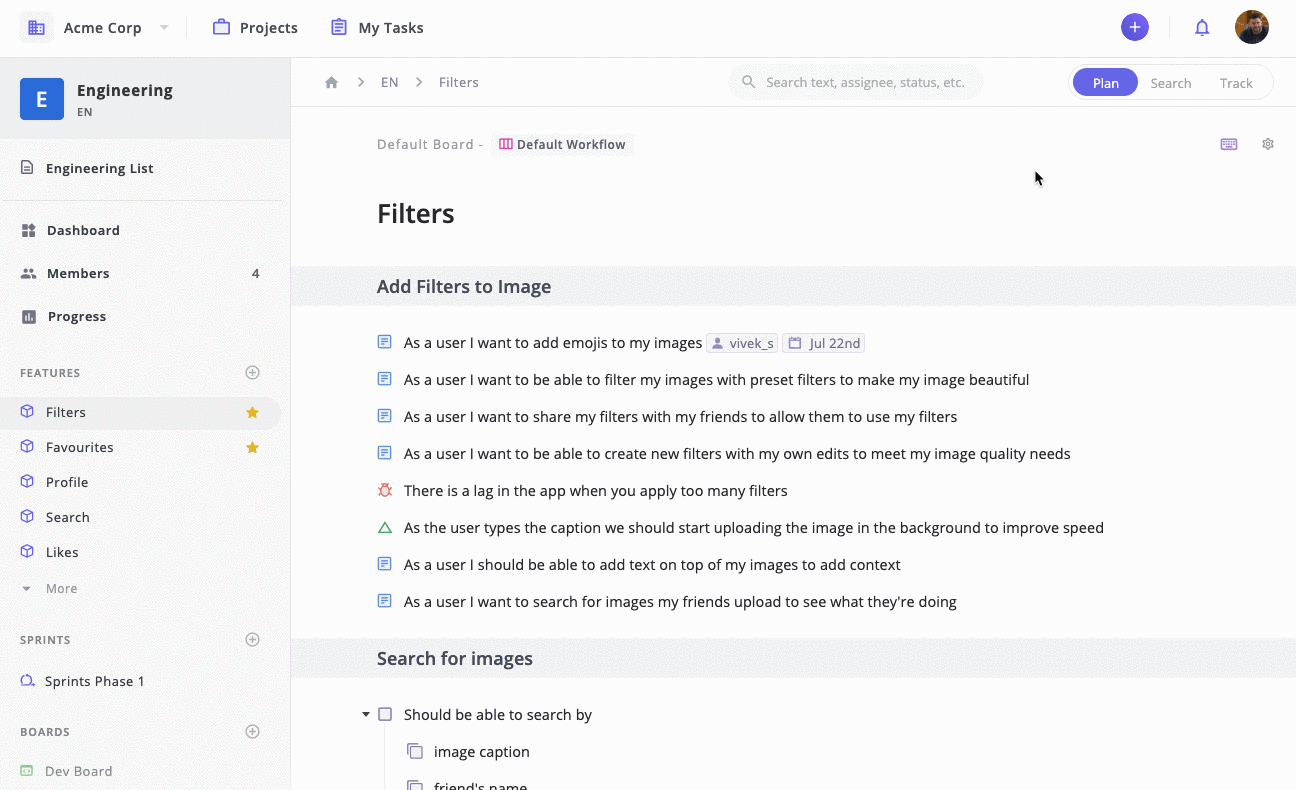 Acme Corp Projects My Tasks
E Engineering
EN
EN Filters Search text, assignee, status, etc. Plan Search Track
Engineering List
Dashboard
Members 4
Progress
FEATURES
Filters
Favourites
Profile
Search
Likes
More
SPRINTS
Sprints Phase 1
BOARDS
Dev Board
Default Board - Default Workflow
Filters
Add Filters to Image
As a user I want to add emojis to my images vivek_s Jul 22nd
As a user I want to be able to filter my images with preset filters to make my image beautiful
As a user I want to share my filters with my friends to allow them to use my filters
As a user I want to be able to create new filters with my own edits to meet my image quality needs
There is a lag in the app when you apply too many filters
As the user types the caption we should start uploading the image in the background to improve speed
As a user I should be able to add text on top of my images to add context
As a user I want to search for images my friends upload to see what they're doing
Search for images
Should be able to search by
image caption
friend's name